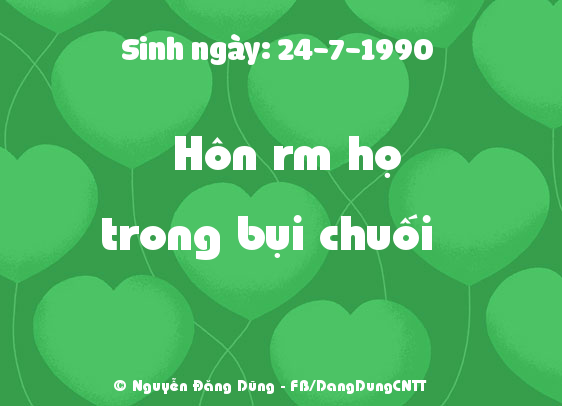 Sinh ngày: 24-7-1990
Hôn rm họ
trong bụi chuối
© Nguyễn Đăng Dũng - FB/DangDungCNTT